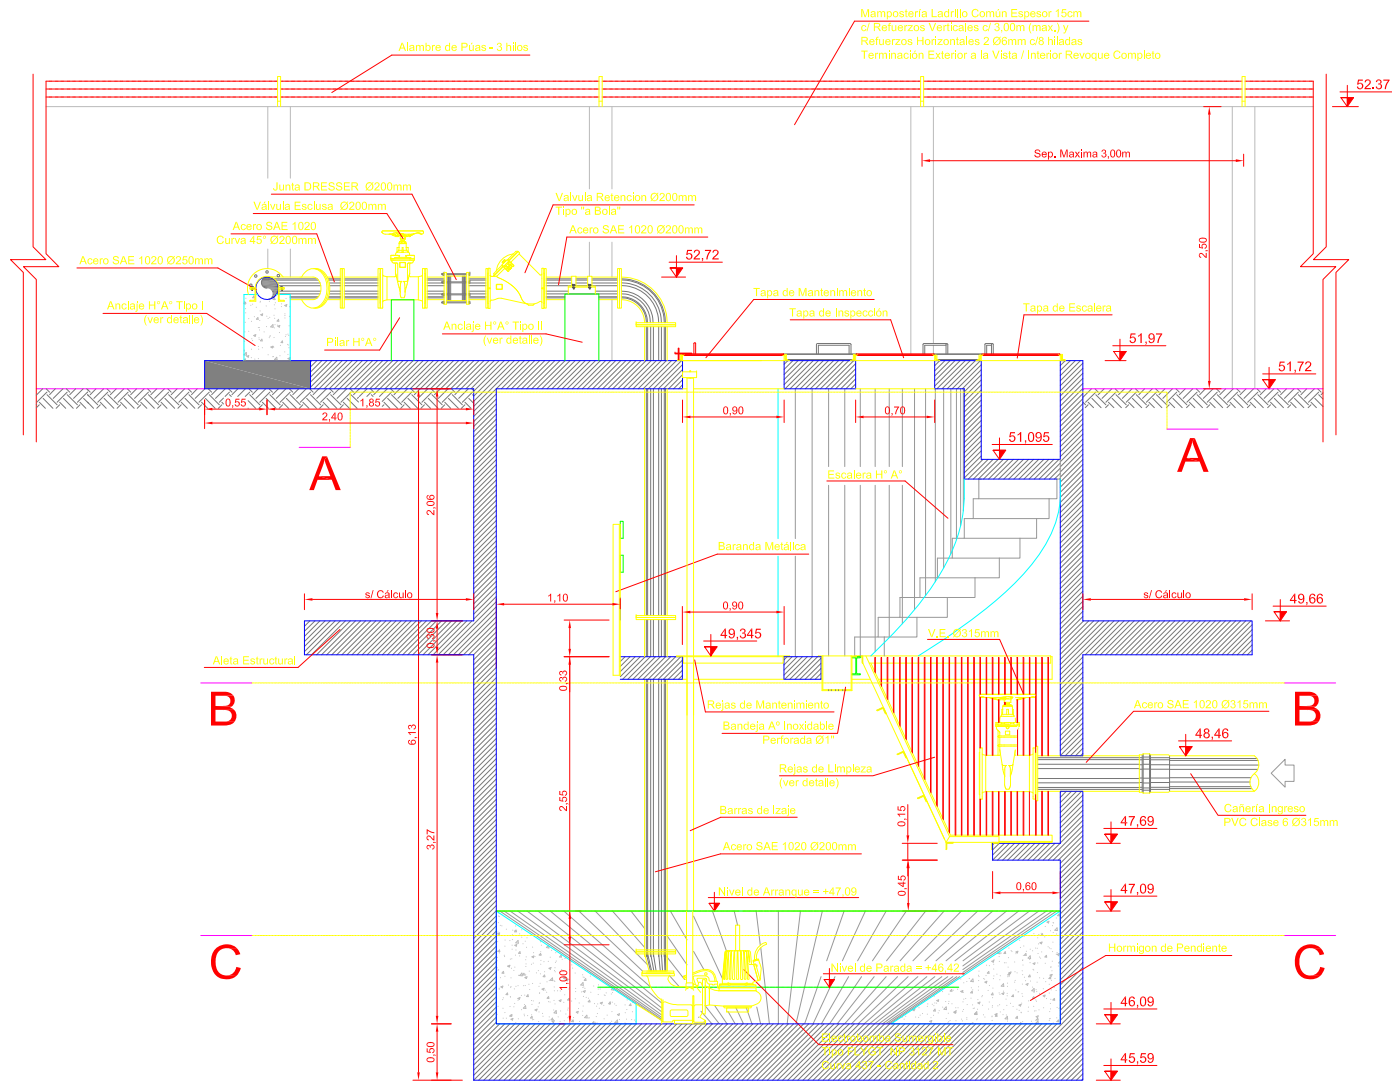 Mampostería Ladrillo Común Espesor 15cm
c/ Refuerzos Verticales c/ 3.00m (max.) y
Refuerzos Horizontales 2 Ø6mm c/8 hiladas
Terminación Exterior a la Vista / Interior Revoque Completo
Alambre de Púas - 3 hilos
52.37
Sep. Maxima 3,00m
2,50
Junta DRESSER Ø200mm
Válvula Exclusa Ø200mm
Acero SAE 1020
Curva 45° Ø200mm
Acero SAE 1020 Ø250mm
Valvula Retencion Ø200mm
Tipo "a Bola"
Acero SAE 1020 Ø200mm
52,72
Anclaje H°A° Tipo I
(ver detalle)
Pilar H°A°
Anclaje H°A° Tipo II
(ver detalle)
Tapa de Mantenimiento
Tapa de Inspección
Tapa de Escalera
51,97
51,72
0,55
1,85
2,40
0,90
0,70
51,095
A
A
Escalera H°A°
2,06
Baranda Metálica
s/ Cálculo
1,10
0,90
s/ Cálculo
49,66
49,345
V.E. Ø315mm
0,30
Aleta Estructural
0,33
B
B
Rejas de Mantenimiento
Bandeja A° Inoxidable
Perforada Ø1"
Acero SAE 1020 Ø315mm
48,46
6,13
Rejas de Limpieza
(ver detalle)
2,55
3,27
Barras de Izaje
Cañería Ingreso
PVC Clase 6 Ø315mm
0,15
47,69
Acero SAE 1020 Ø200mm
0,45
0,60
Nivel de Arranque = +47,09
47,09
C
C
Hormigon de Pendiente
Nivel de Parada = +46,42
1,00
46,09
0,50
45,59